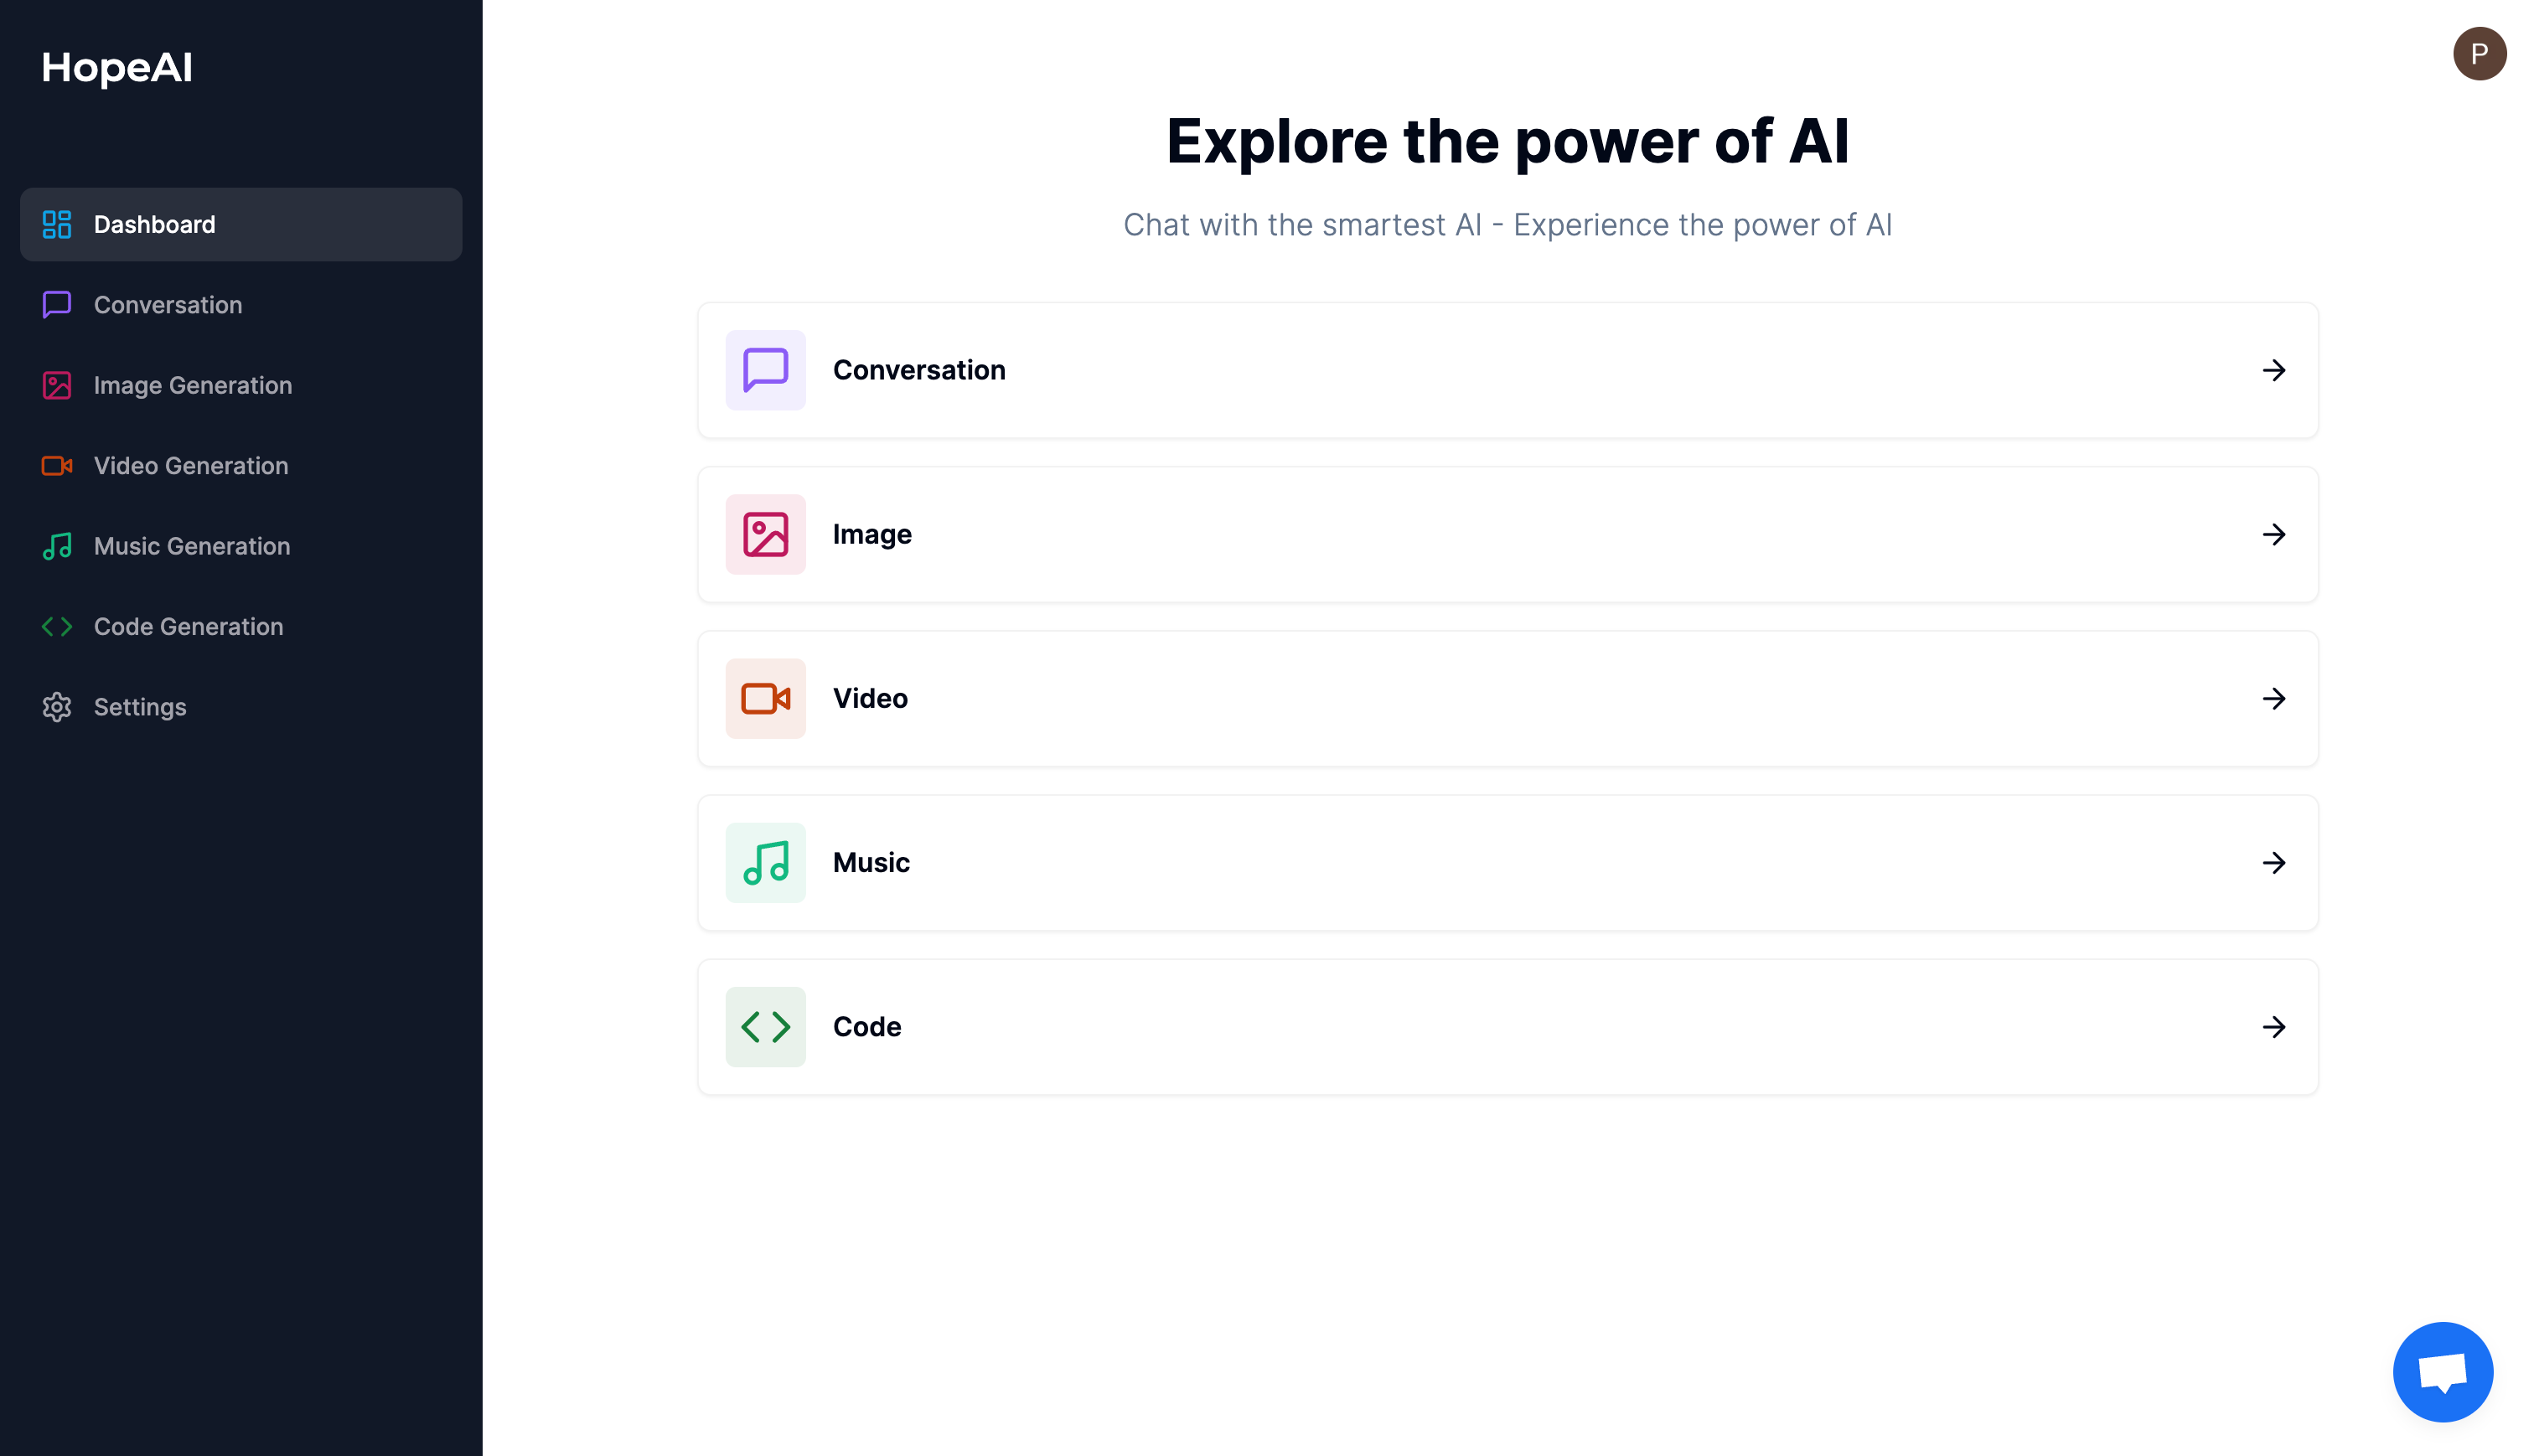 HopeAI
Dashboard
Conversation
Image Generation
Video Generation
Music Generation
Code Generation
Settings
P
Explore the power of AI
Chat with the smartest AI - Experience the power of AI
Conversation
Image
Video
Music
Code